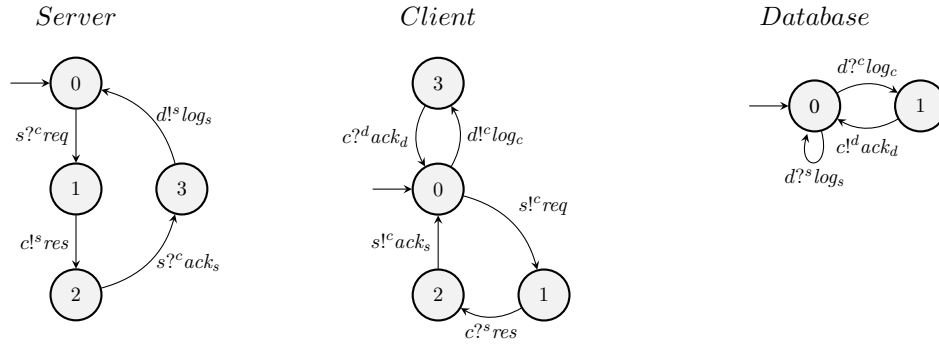 Server
Client
Database
0
s?^c req
d!^s log_s
1
3
c!^s res
s?^c ack_s
2
3
c?^d ack_d
d!^c log_c
0
s!^c req
s!^c ack_s
2
1
c?^s res
d?^c log_c
0
1
c!^d ack_d
d?^s log_s